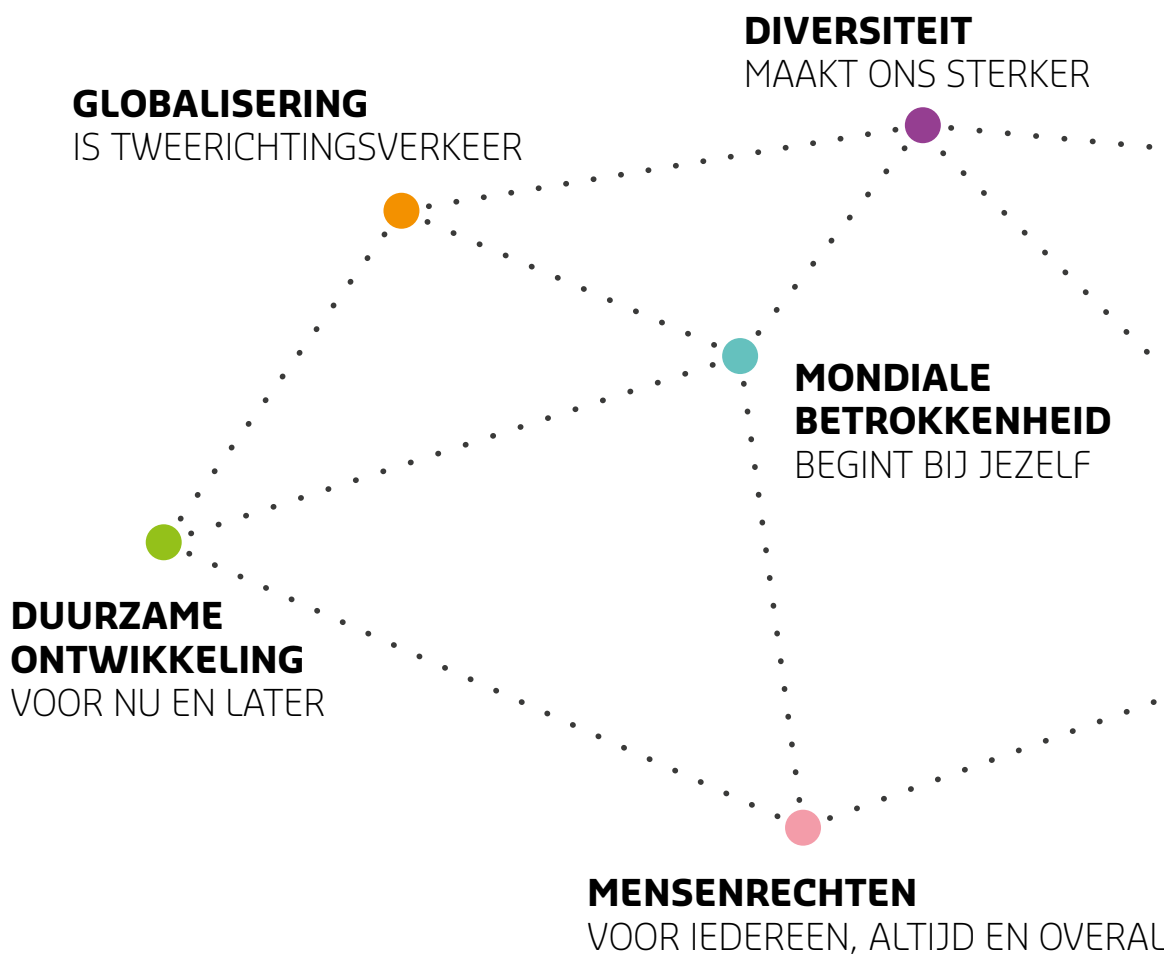 DIVERSITEIT
MAAKT ONS STERKER
GLOBALISERING
IS TWEERICHTINGSVERKEER
MONDIALE
BETROKKENHEID
BEGINT BIJ JEZELF
DUURZAME
ONTWIKKELING
VOOR NU EN LATER
MENSENRECHTEN
VOOR IEDEREEN, ALTIJD EN OVERAL